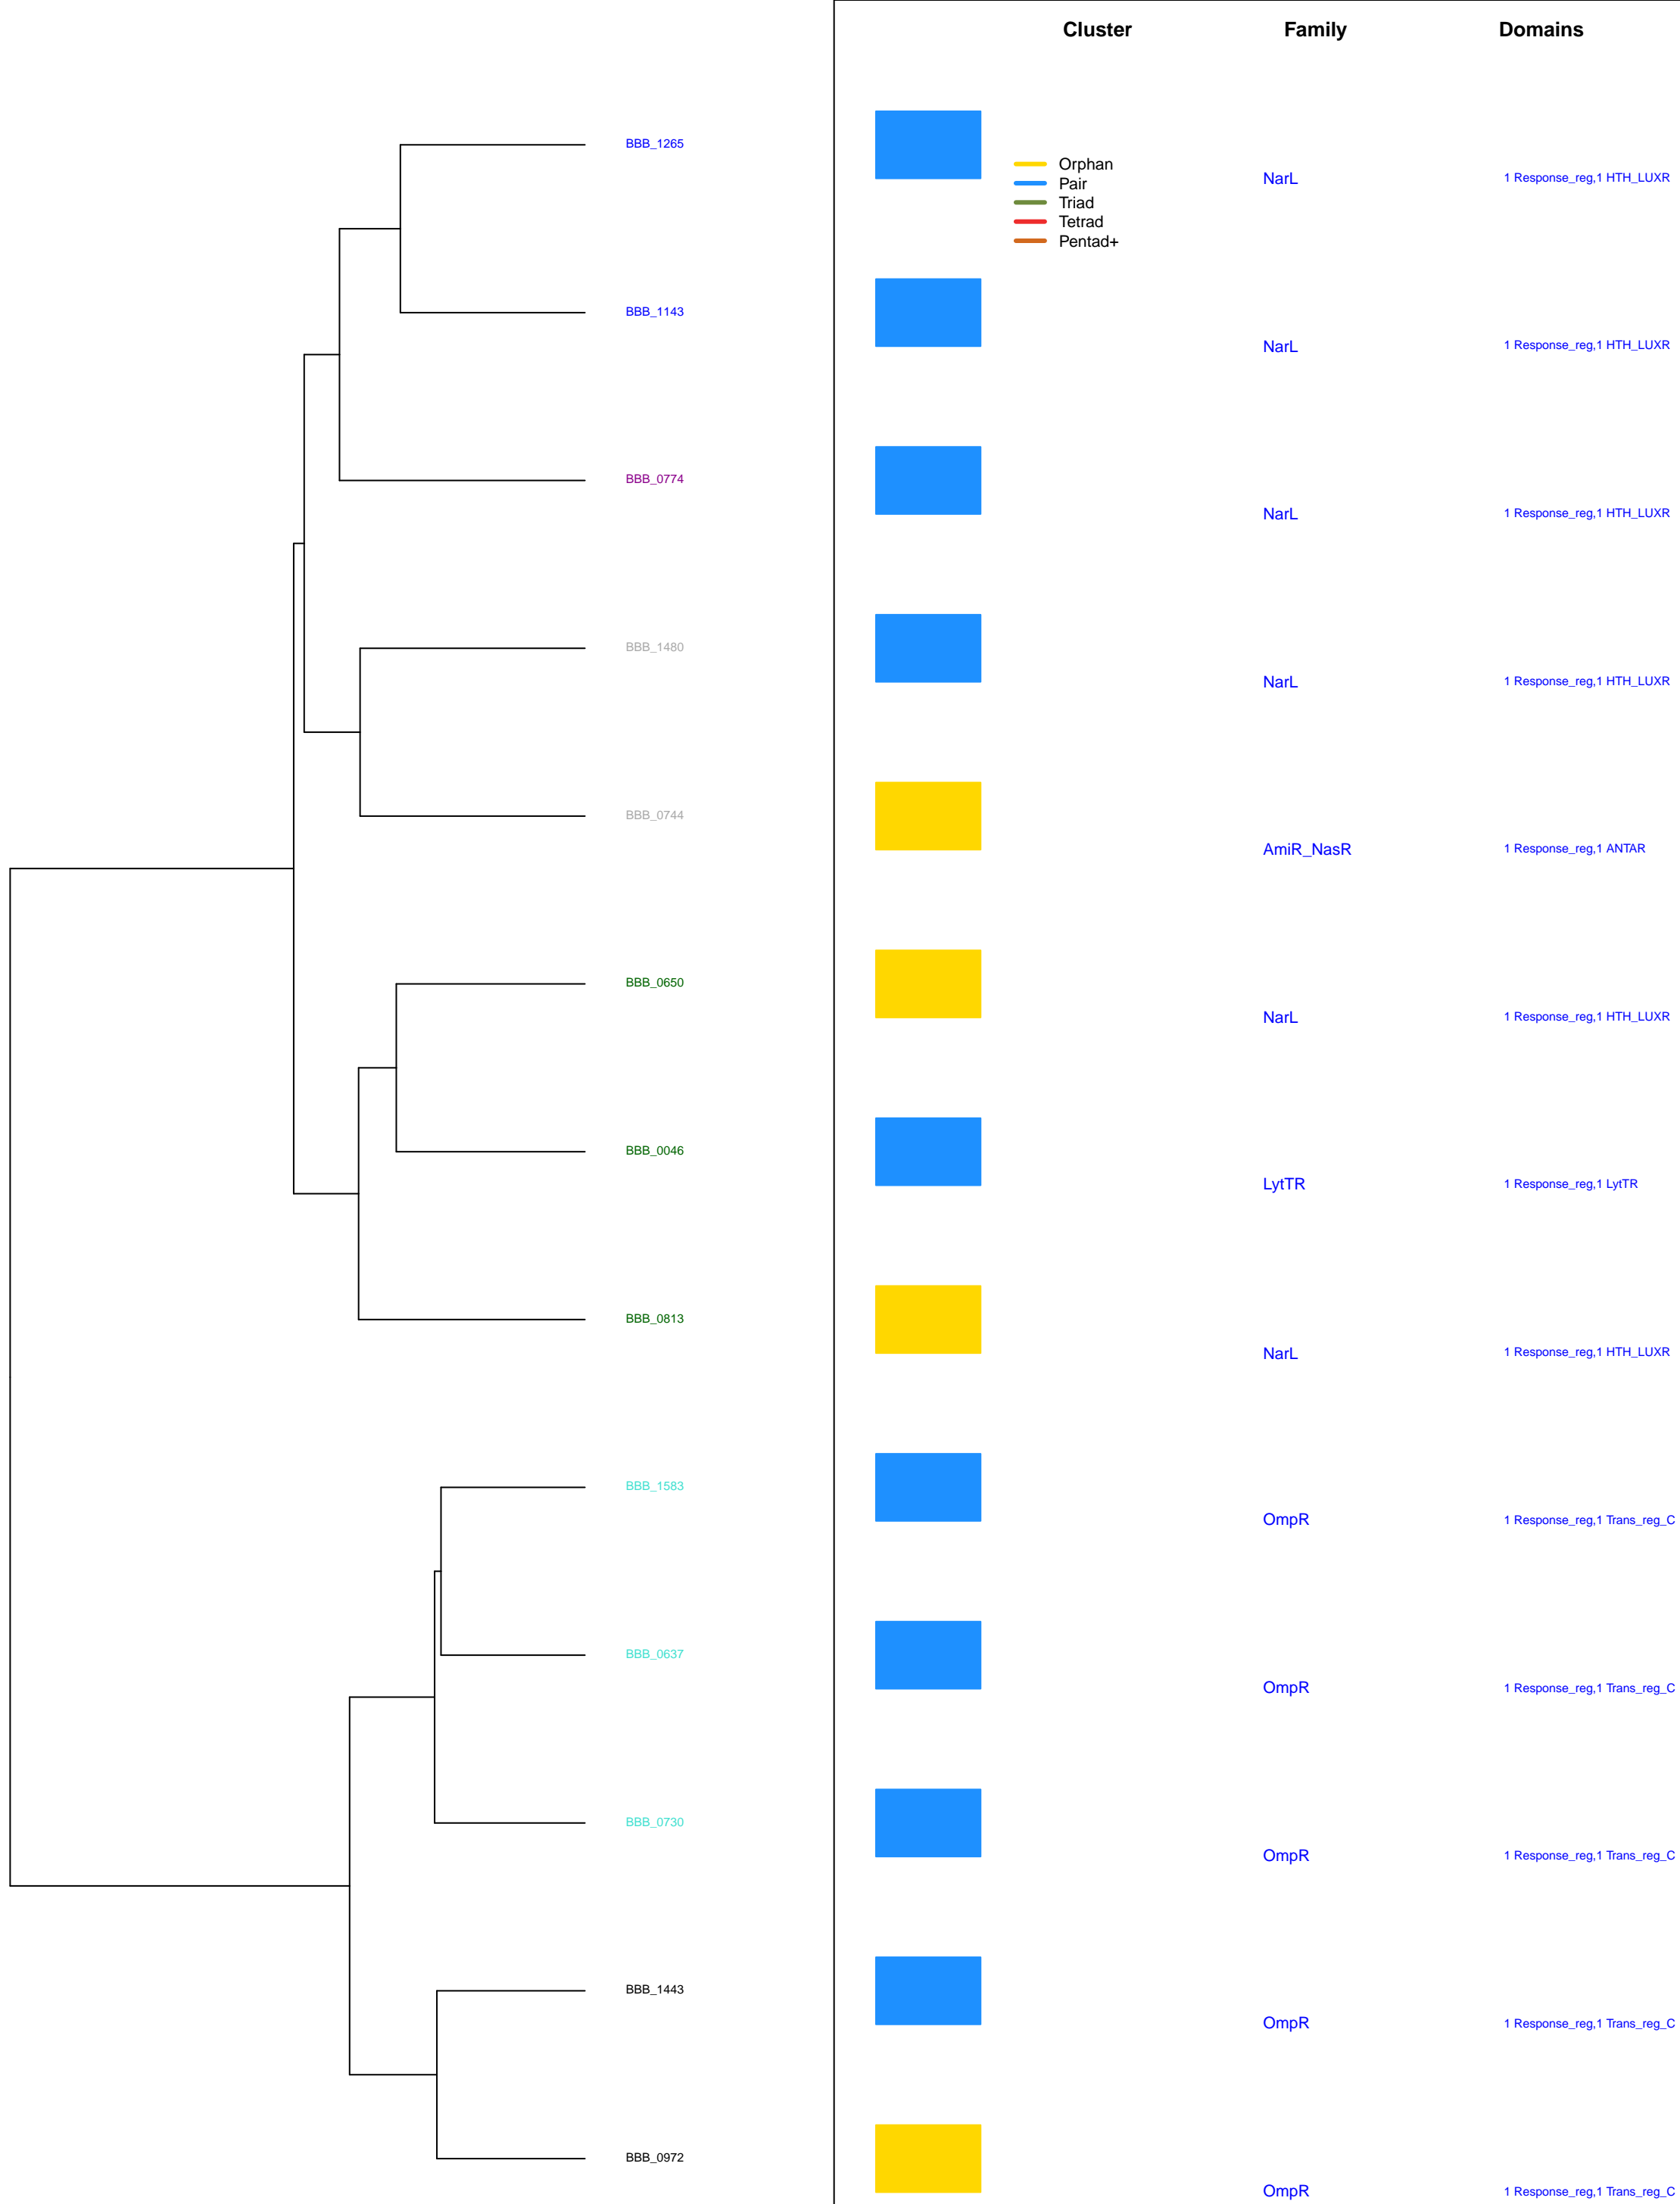 Cluster Family Domains
BBB_1265
Orphan
Pair
Triad
Tetrad
Pentad+
NarL 1 Response_reg,1 HTH_LUXR
BBB_1143
NarL 1 Response_reg,1 HTH_LUXR
BBB_0774
NarL 1 Response_reg,1 HTH_LUXR
BBB_1480
NarL 1 Response_reg,1 HTH_LUXR
BBB_0744
AmiR_NasR 1 Response_reg,1 ANTAR
BBB_0650
NarL 1 Response_reg,1 HTH_LUXR
BBB_0046
LytTR 1 Response_reg,1 LytTR
BBB_0813
NarL 1 Response_reg,1 HTH_LUXR
BBB_1583
OmpR 1 Response_reg,1 Trans_reg_C
BBB_0637
OmpR 1 Response_reg,1 Trans_reg_C
BBB_0730
OmpR 1 Response_reg,1 Trans_reg_C
BBB_1443
OmpR 1 Response_reg,1 Trans_reg_C
BBB_0972
OmpR 1 Response_reg,1 Trans_reg_C